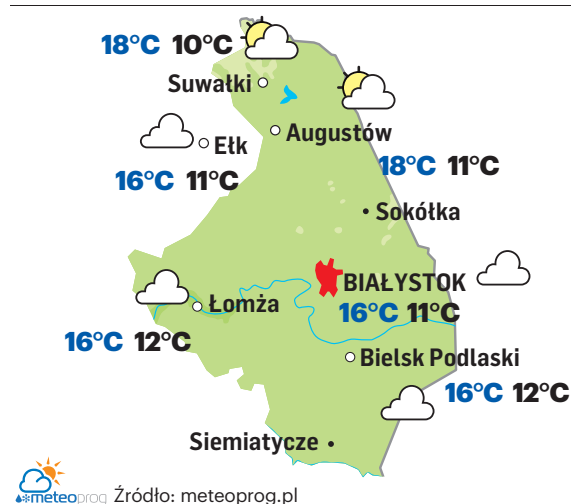 18°C 10°C
Suwałki
Augustów
Ełk
16°C 11°C
18°C 11°C
Sokółka
BIAŁYSTOK
16°C 11°C
Łomża
16°C 12°C
Bielsk Podlaski
16°C 12°C
Siemiatycze
meteoprog Źródło: meteoprog.pl